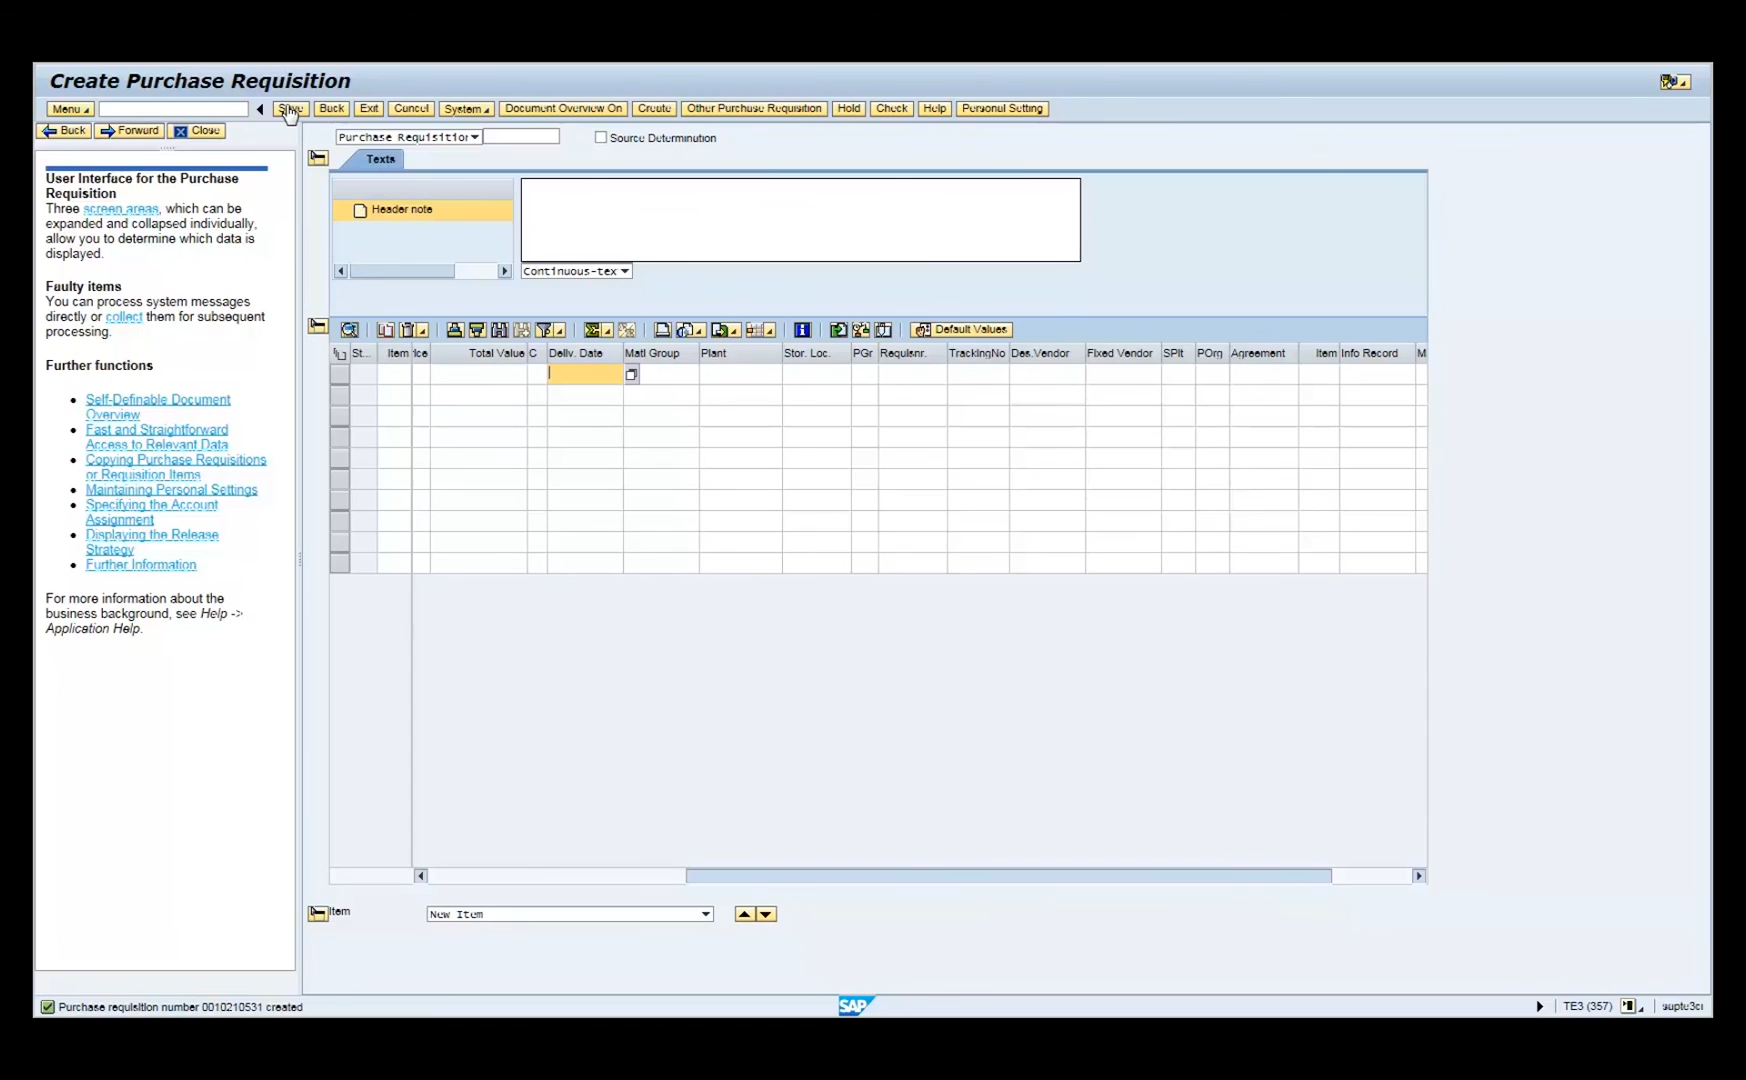 Create Purchase Requisition
Menu Save Back Exit Cancel System Document Overview On Create Other Purchase Requisition Hold Check Help Personal Setting
Back Forward Close
User Interface for the Purchase
Requisition
Three screen areas, which can be
expanded and collapsed individually,
allow you to determine which data is
displayed.
Faulty items
You can process system messages
directly or collect them for subsequent
processing.
Further functions
Self-Definable Document
Overview
Fast and Straightforward
Access to Relevant Data
Copying Purchase Requisitions
or Requisition Items
Maintaining Personal Settings
Specifying the Account
Assignment
Displaying the Release
Strategy
Further Information
For more information about the
business background, see Help ->
Application Help.
Purchase Requisition Source Determination
Texts
Header note
Continuous-tex
Default Values
St... Item ice Total Value C Deliv. Date Matl Group Plant Stor. Loc. PGr Requisnr. TrackingNo Des.Vendor Fixed Vendor SPlt POrg Agreement Item Info Record M
Item New Item
Purchase requisition number 0010210531 created
SAP
TE3 (357)